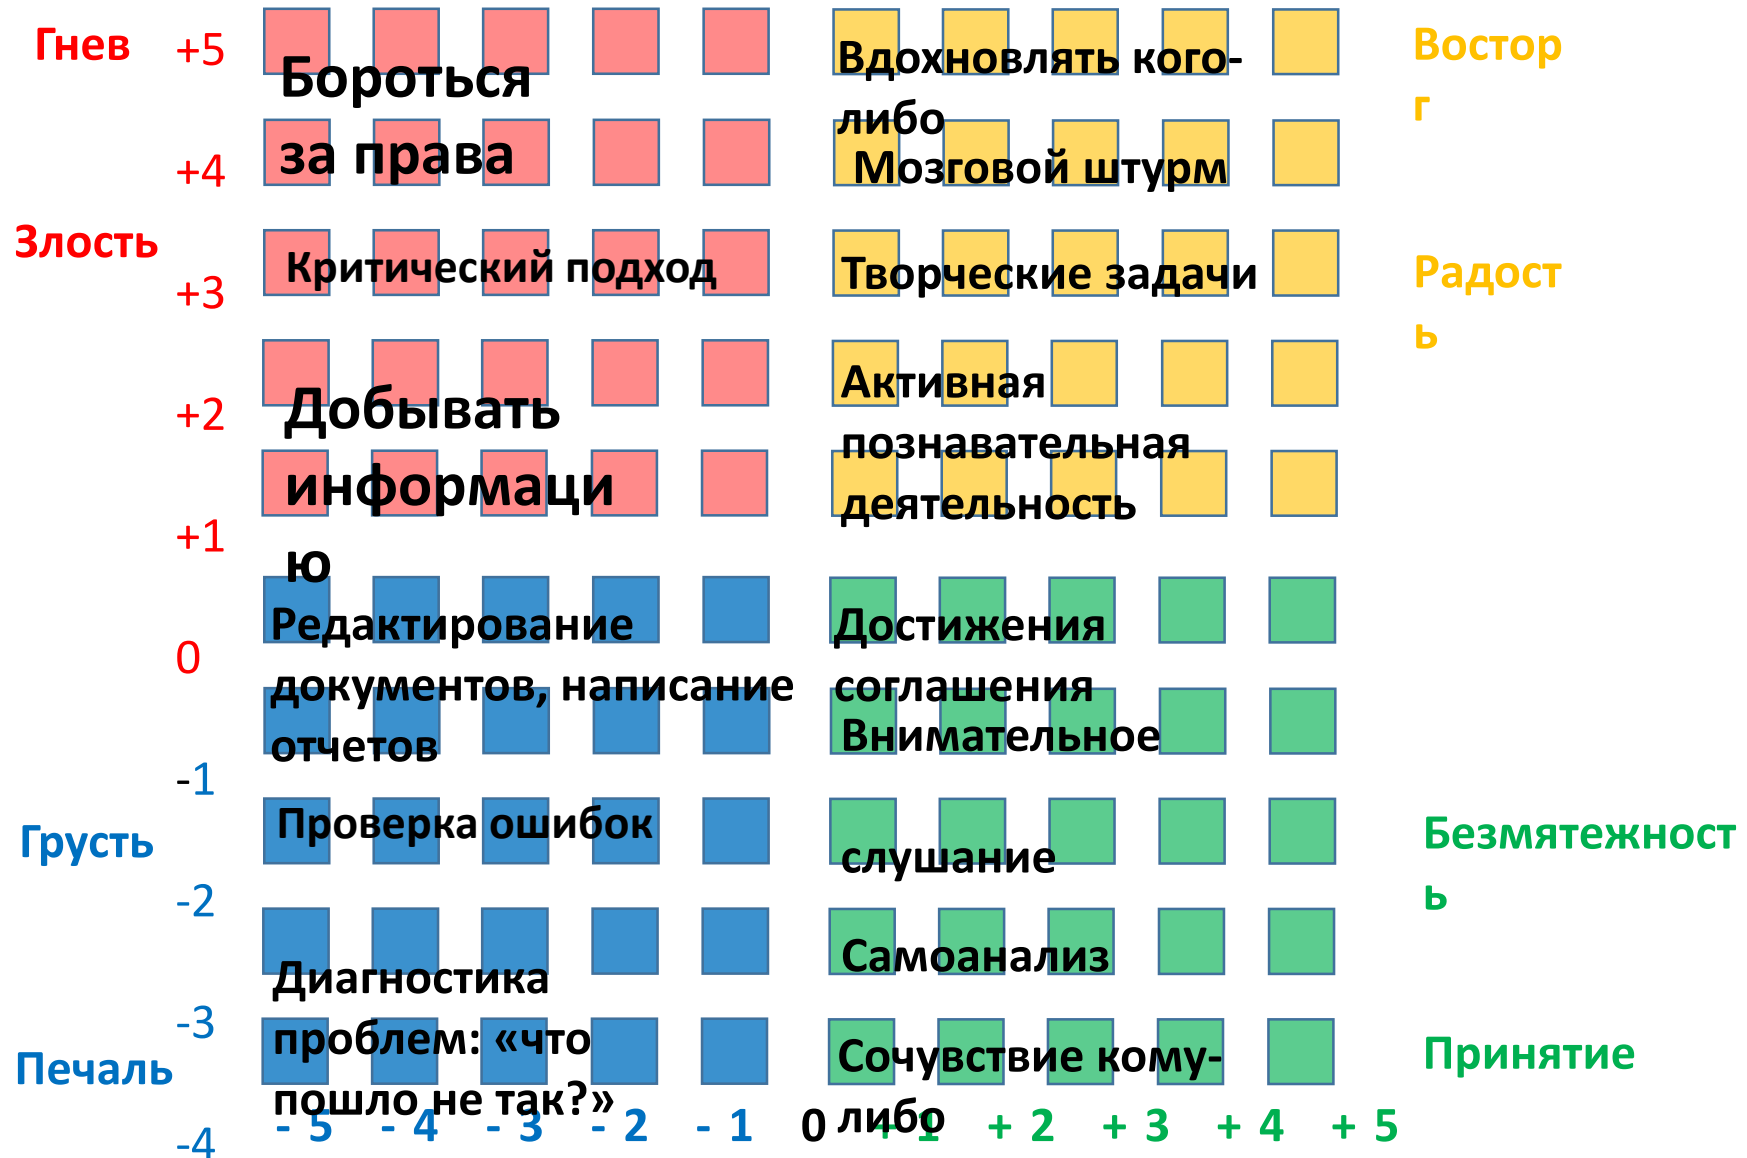 Гнев
+5
Бороться
за права
+4
Злость
Критический подход
+3
Добывать
+2
информаци
ю
+1
Вдохновлять кого-
либо
Мозговой штурм
Творческие задачи
Активная
познавательная
деятельность
Востор
г
Радост
ь
Редактирование
документов, написание
отчетов
0
-1
Проверка ошибок
Грусть
-2
Диагностика
проблем: «что
пошло не так?»
-3
Печаль
-4
Достижения
соглашения
Внимательное
слушание
Самоанализ
Сочувствие кому-
либо
Безмятежност
ь
Принятие
- 5 - 4 - 3 - 2 - 1 0 + 1 + 2 + 3 + 4 + 5